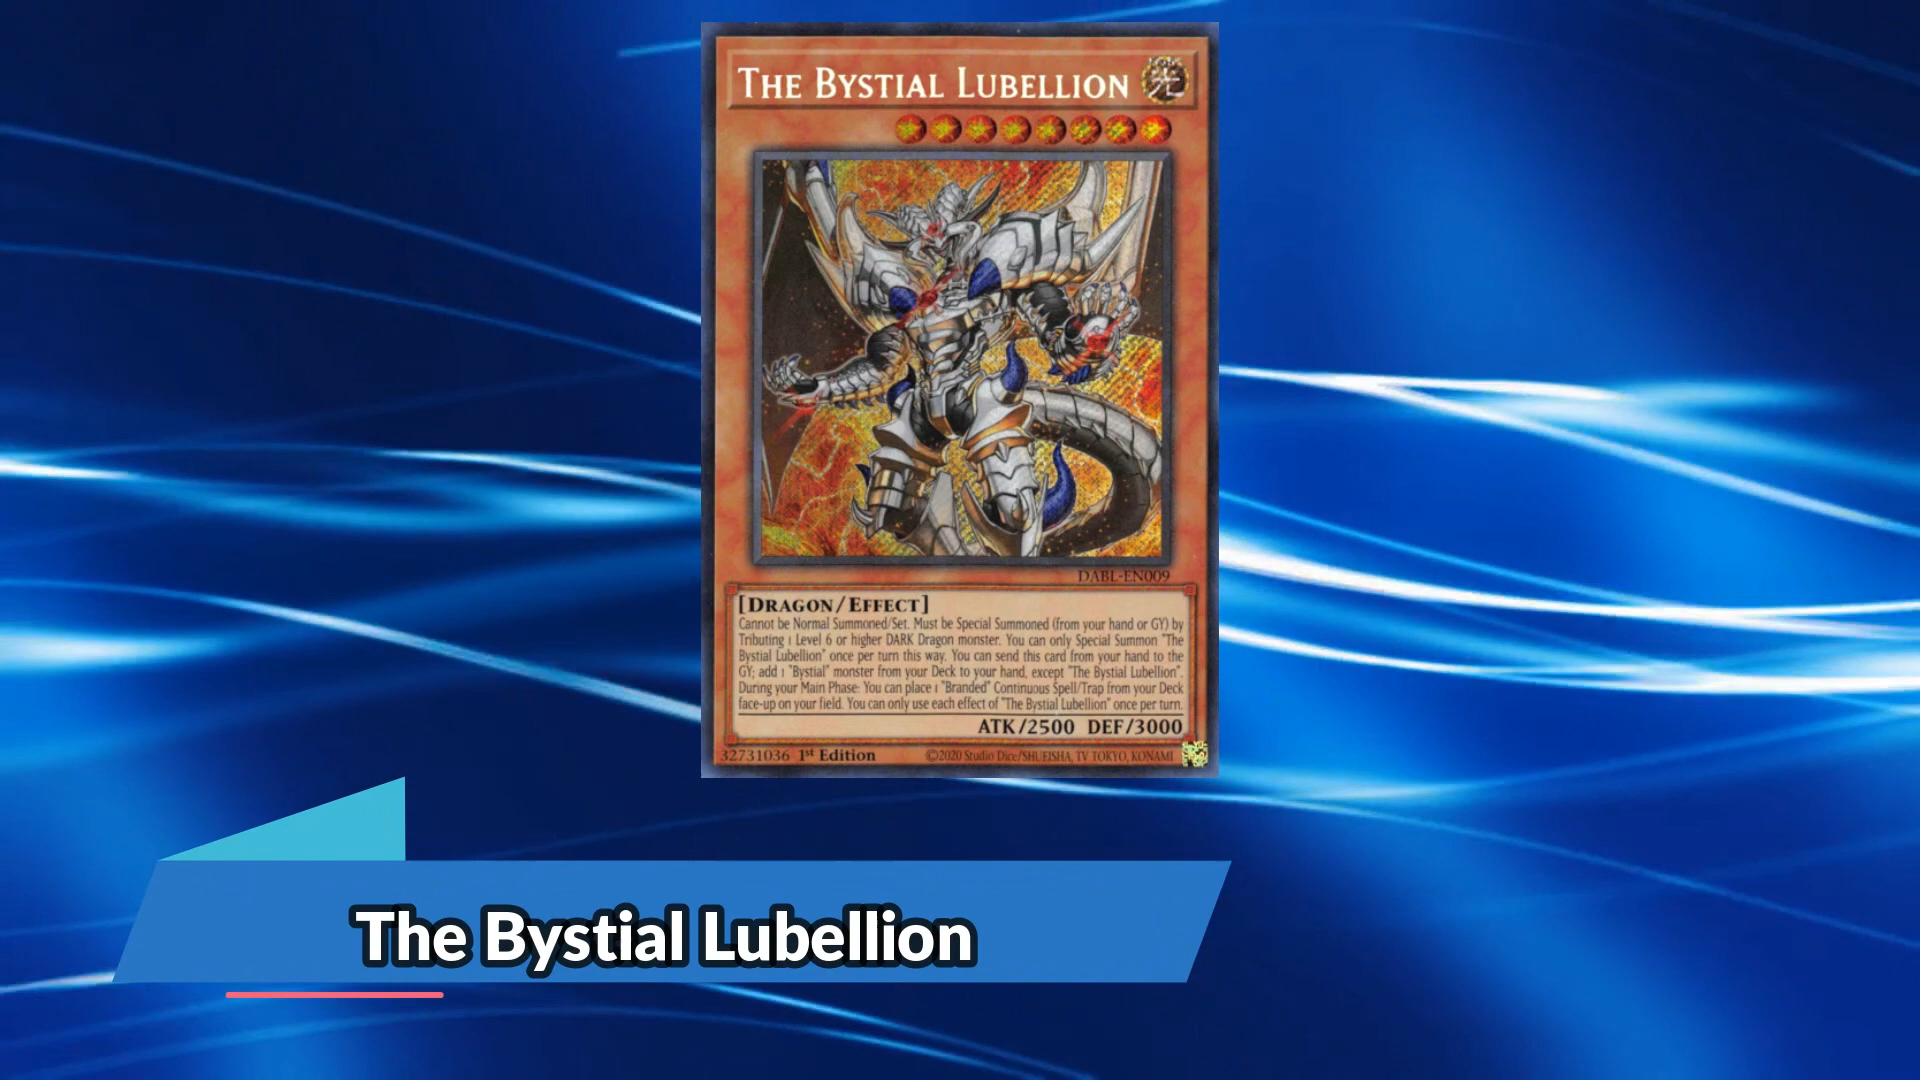 THE BYSTIAL LUBELLION
光
DABL-EN009
[DRAGON/EFFECT]
Cannot be Normal Summoned/Set. Must be Special Summoned (from your hand or GY) by
Tributing 1 Level 6 or higher DARK Dragon monster. You can only Special Summon "The
Bystial Lubellion" once per turn this way. You can send this card from your hand to the
GY; add 1 "Bystial" monster from your Deck to your hand, except "The Bystial Lubellion".
During your Main Phase: You can place 1 "Branded" Continuous Spell/Trap from your Deck
face-up on your field. You can only use each effect of "The Bystial Lubellion" once per turn.
ATK/2500 DEF/3000
32731036 1st Edition ©2020 Studio Dice/SHUEISHA, TV TOKYO, KONAMI
The Bystial Lubellion